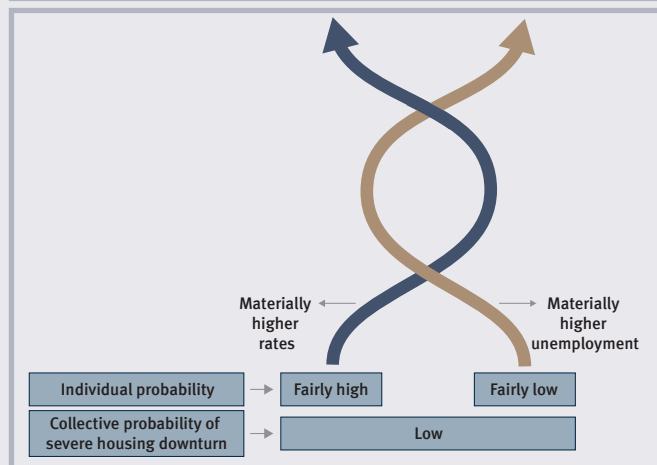 Materially
higher
rates
Materially
higher
unemployment
Individual probability
Fairly high
Fairly low
Collective probability of
severe housing downturn
Low